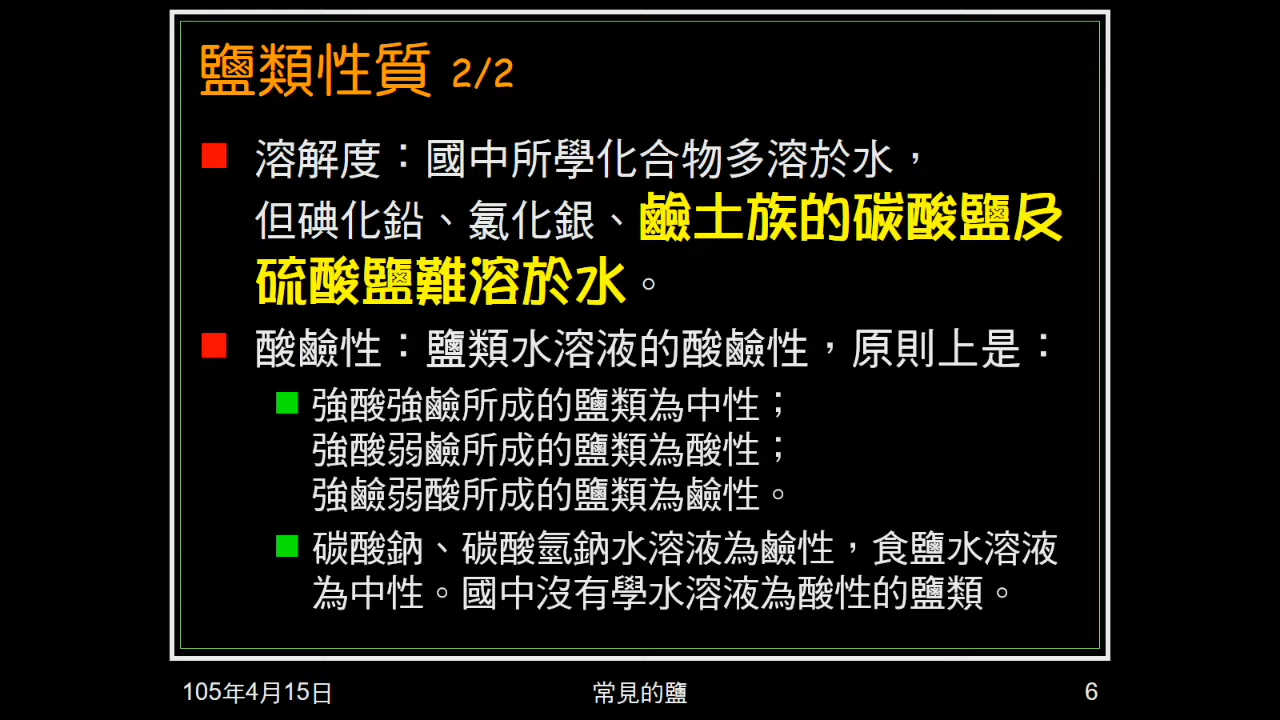 鹽類性質 2/2
溶解度：國中所學化合物多溶於水，
但碘化鉛、氯化銀、鹼土族的碳酸鹽及
硫酸鹽難溶於水。
酸鹼性：鹽類水溶液的酸鹼性，原則上是：
強酸強鹼所成的鹽類為中性；
強酸弱鹼所成的鹽類為酸性；
強鹼弱酸所成的鹽類為鹼性。
碳酸鈉、碳酸氫鈉水溶液為鹼性，食鹽水溶液
為中性。國中沒有學水溶液為酸性的鹽類。
105年4月15日
常見的鹽
6